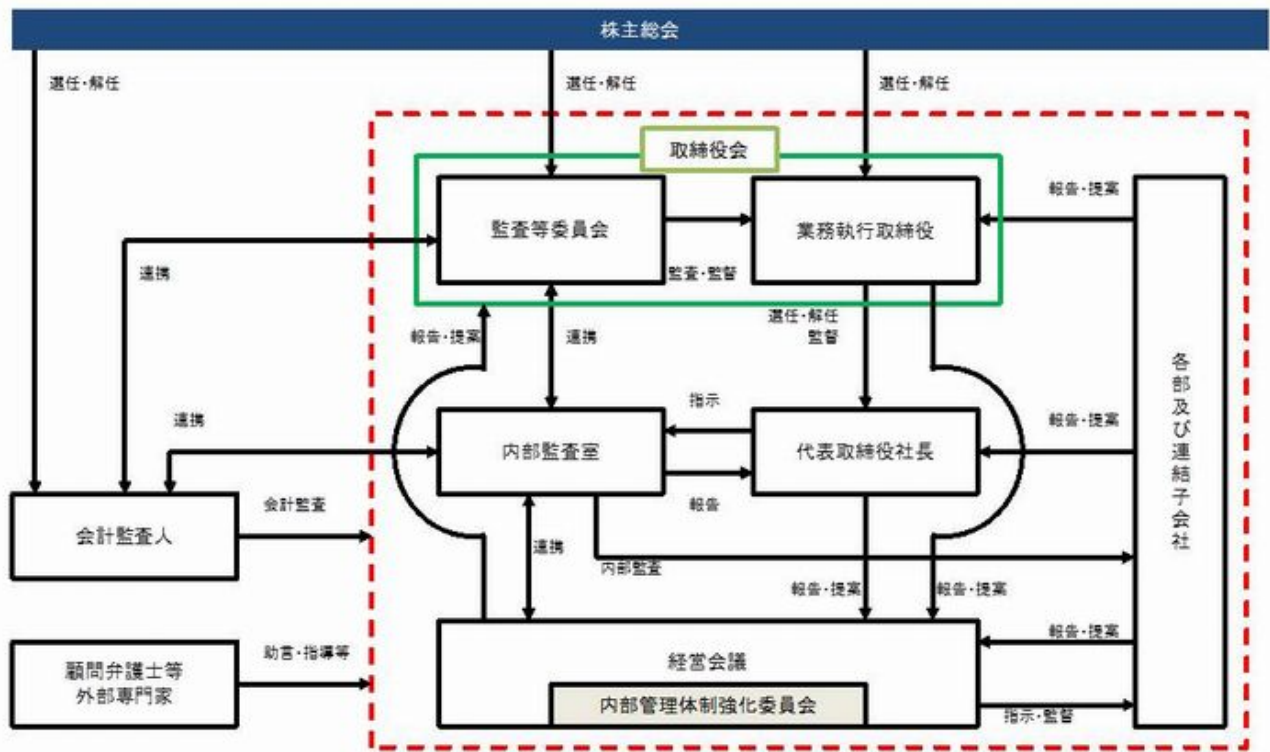 株主総会
選任・解任
選任・解任
選任・解任
取締役会
監査等委員会
業務執行取締役
報告・提案
連携
監査・監督
報告・提案
連携
選任・解任
監督
各部及び連結子会社
連携
指示
内部監査室
代表取締役社長
報告・提案
報告
会計監査人
会計監査
連携
内部監査
報告・提案
報告・提案
顧問弁護士等
外部専門家
助言・指導等
経営会議
報告・提案
内部管理体制強化委員会
指示・監督